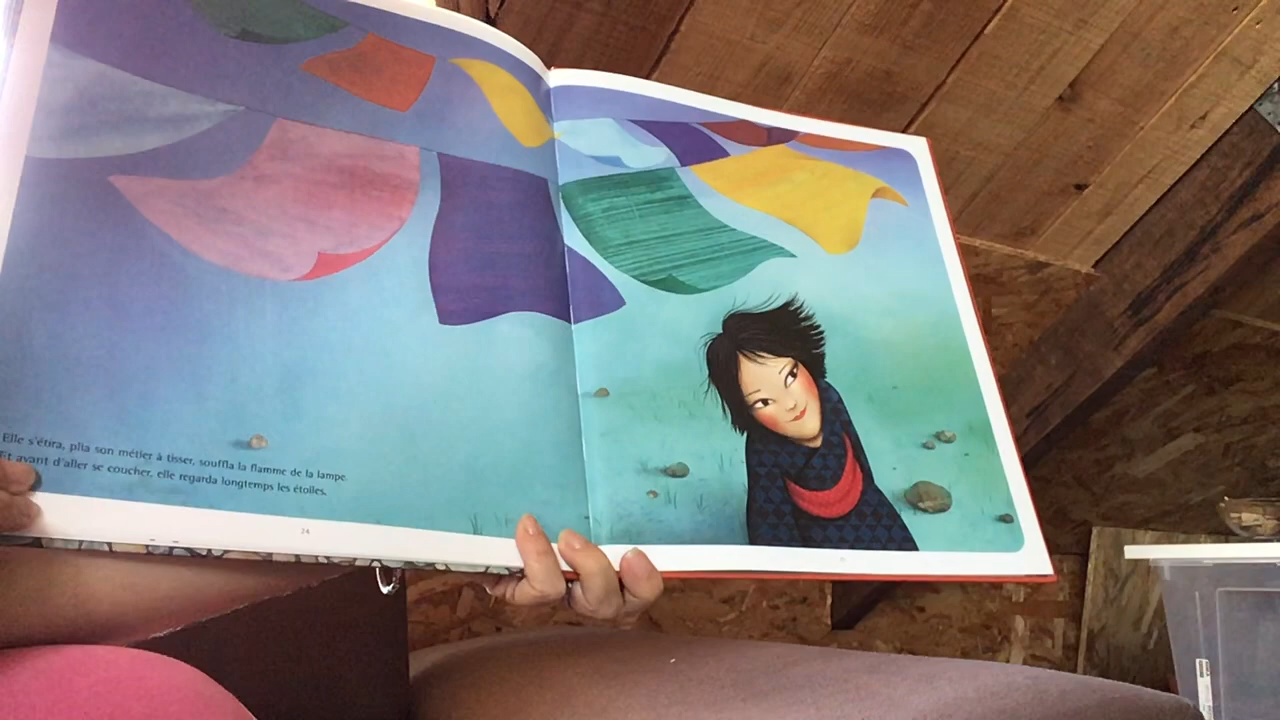 Elle s'étira, plia son métier à tisser, souffla la flamme de la lampe.
Et avant d'aller se coucher, elle regarda longtemps les étoiles.
24